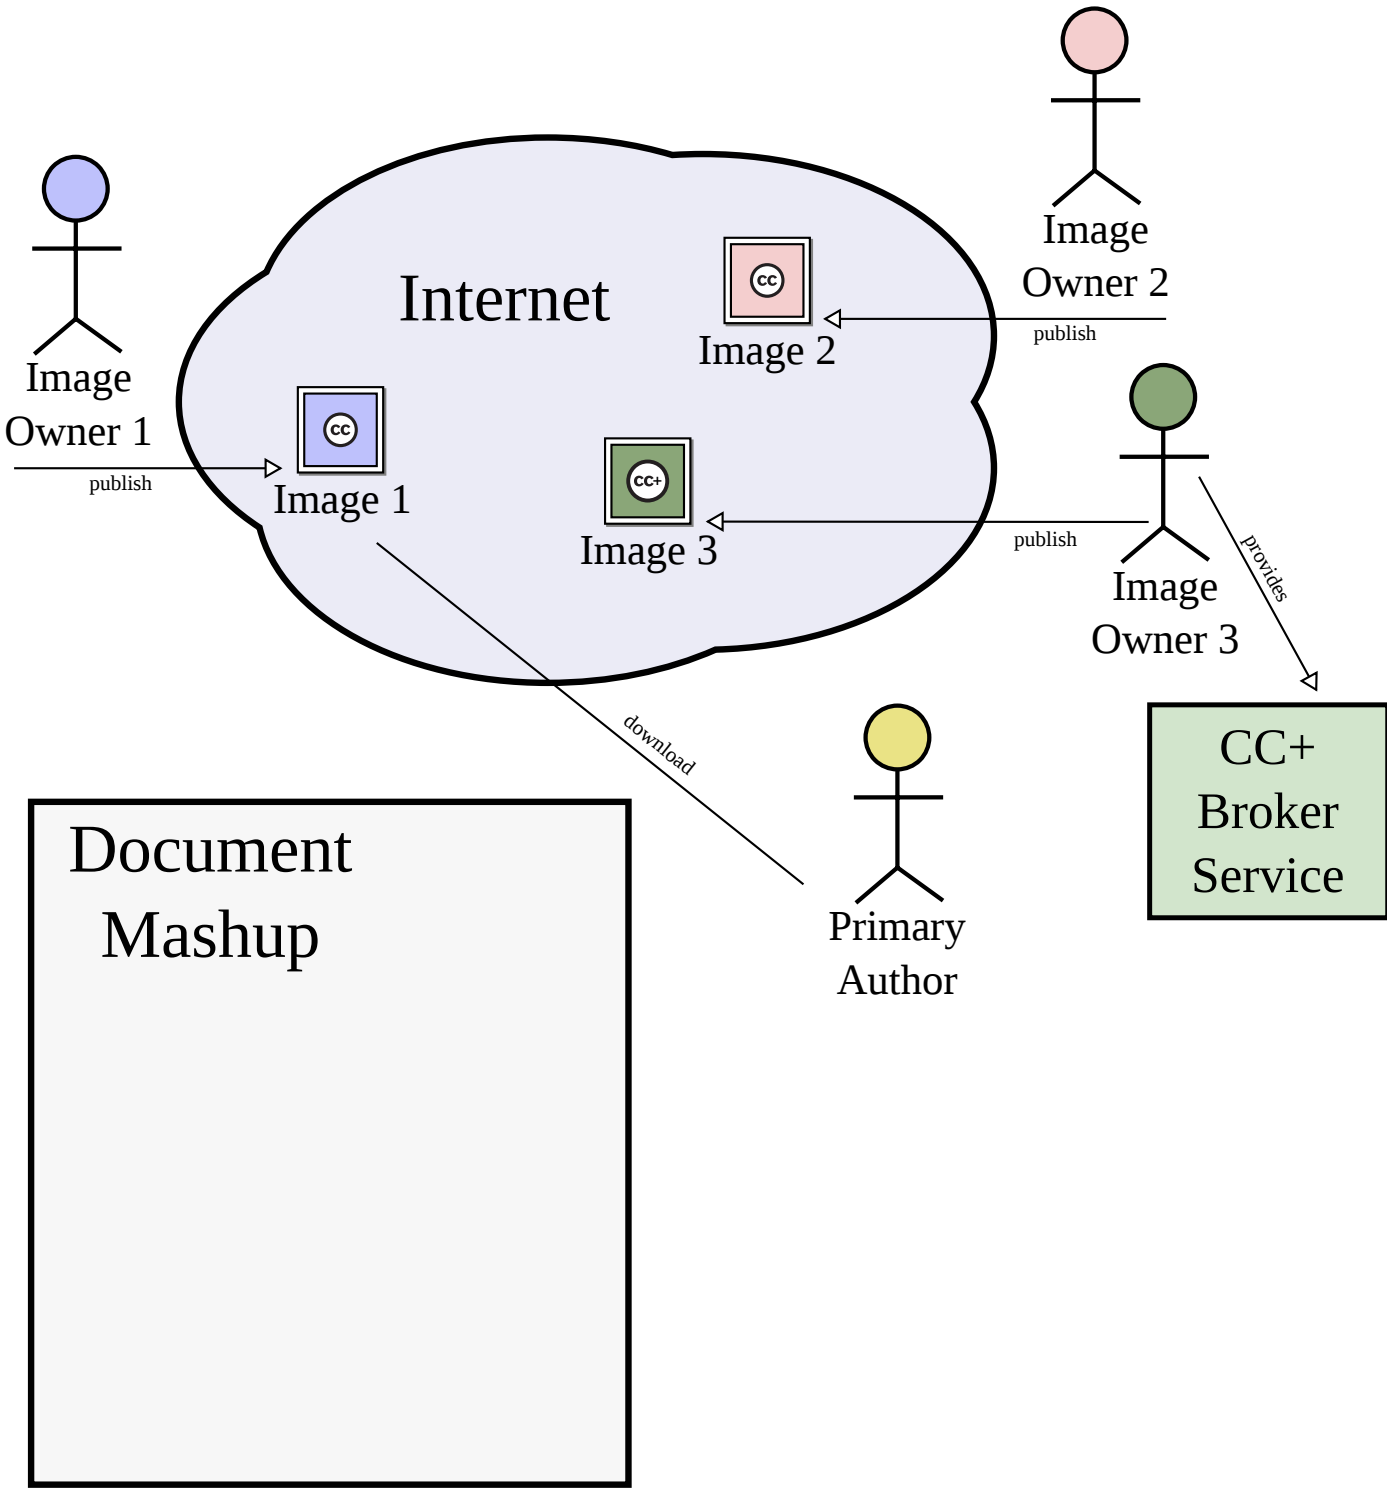 Image
Owner 2
publish
Image
Owner 1
publish
Internet
CC
Image 2
CC
Image 1
CC+
Image 3
publish
Image
Owner 3
provides
download
CC+
Broker
Service
Primary
Author
Document
Mashup